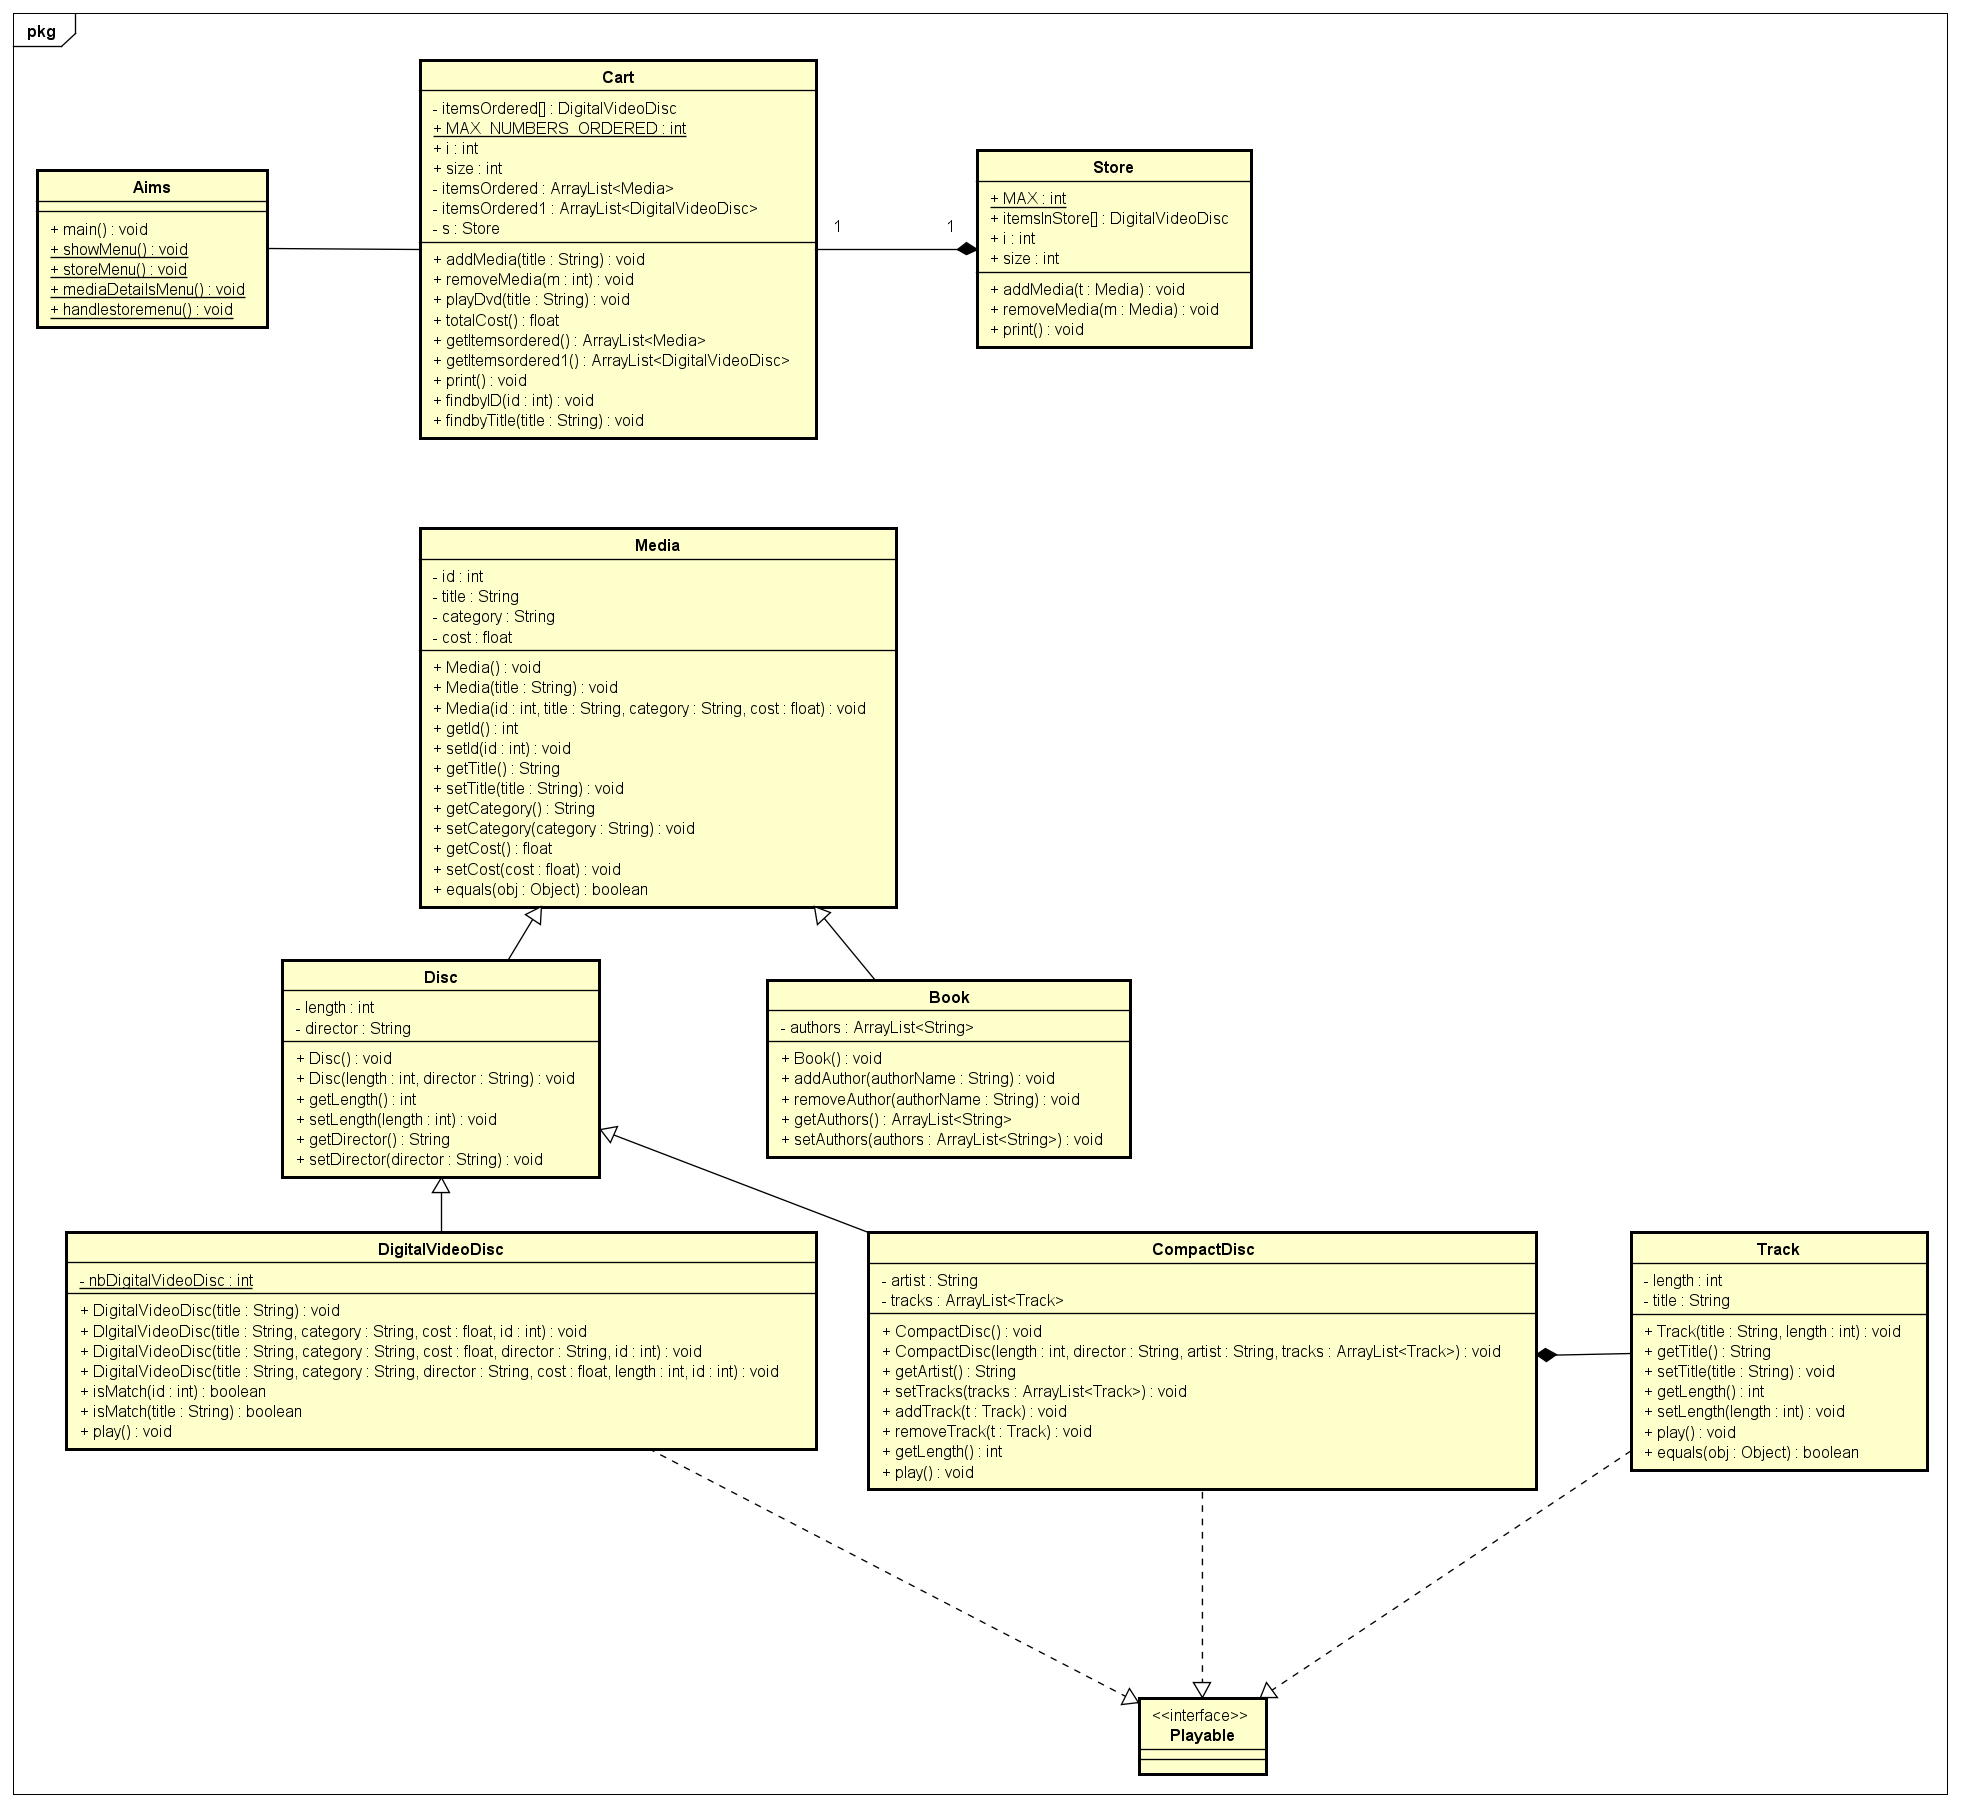 pkg
Cart
- itemsOrdered[] : DigitalVideoDisc
+ MAX_NUMBERS_ORDERED : int
+ i : int
+ size : int
- itemsOrdered : ArrayList<Media>
- itemsOrdered1 : ArrayList<DigitalVideoDisc>
- s : Store
+ addMedia(title : String) : void
+ removeMedia(m : int) : void
+ playDvd(title : String) : void
+ totalCost() : float
+ getItemsordered() : ArrayList<Media>
+ getItemsordered1() : ArrayList<DigitalVideoDisc>
+ print() : void
+ findbyID(id : int) : void
+ findbyTitle(title : String) : void
Aims
+ main() : void
+ showMenu() : void
+ storeMenu() : void
+ mediaDetailsMenu() : void
+ handlestoremenu() : void
1
1
Store
+ MAX : int
+ itemsInStore[] : DigitalVideoDisc
+ i : int
+ size : int
+ addMedia(t : Media) : void
+ removeMedia(m : Media) : void
+ print() : void
Media
- id : int
- title : String
- category : String
- cost : float
+ Media() : void
+ Media(title : String) : void
+ Media(id : int, title : String, category : String, cost : float) : void
+ getId() : int
+ setId(id : int) : void
+ getTitle() : String
+ setTitle(title : String) : void
+ getCategory() : String
+ setCategory(category : String) : void
+ getCost() : float
+ setCost(cost : float) : void
+ equals(obj : Object) : boolean
Disc
- length : int
- director : String
+ Disc() : void
+ Disc(length : int, director : String) : void
+ getLength() : int
+ setLength(length : int) : void
+ getDirector() : String
+ setDirector(director : String) : void
Book
- authors : ArrayList<String>
+ Book() : void
+ addAuthor(authorName : String) : void
+ removeAuthor(authorName : String) : void
+ getAuthors() : ArrayList<String>
+ setAuthors(authors : ArrayList<String>) : void
DigitalVideoDisc
- nbDigitalVideoDisc : int
+ DigitalVideoDisc(title : String) : void
+ DIgitalVideoDisc(title : String, category : String, cost : float, id : int) : void
+ DigitalVideoDisc(title : String, category : String, cost : float, director : String, id : int) : void
+ DigitalVideoDisc(title : String, category : String, director : String, cost : float, length : int, id : int) : void
+ isMatch(id : int) : boolean
+ isMatch(title : String) : boolean
+ play() : void
CompactDisc
- artist : String
- tracks : ArrayList<Track>
+ CompactDisc() : void
+ CompactDisc(length : int, director : String, artist : String, tracks : ArrayList<Track>) : void
+ getArtist() : String
+ setTracks(tracks : ArrayList<Track>) : void
+ addTrack(t : Track) : void
+ removeTrack(t : Track) : void
+ getLength() : int
+ play() : void
Track
- length : int
- title : String
+ Track(title : String, length : int) : void
+ getTitle() : String
+ setTitle(title : String) : void
+ getLength() : int
+ setLength(length : int) : void
+ play() : void
+ equals(obj : Object) : boolean
<<interface>>
Playable